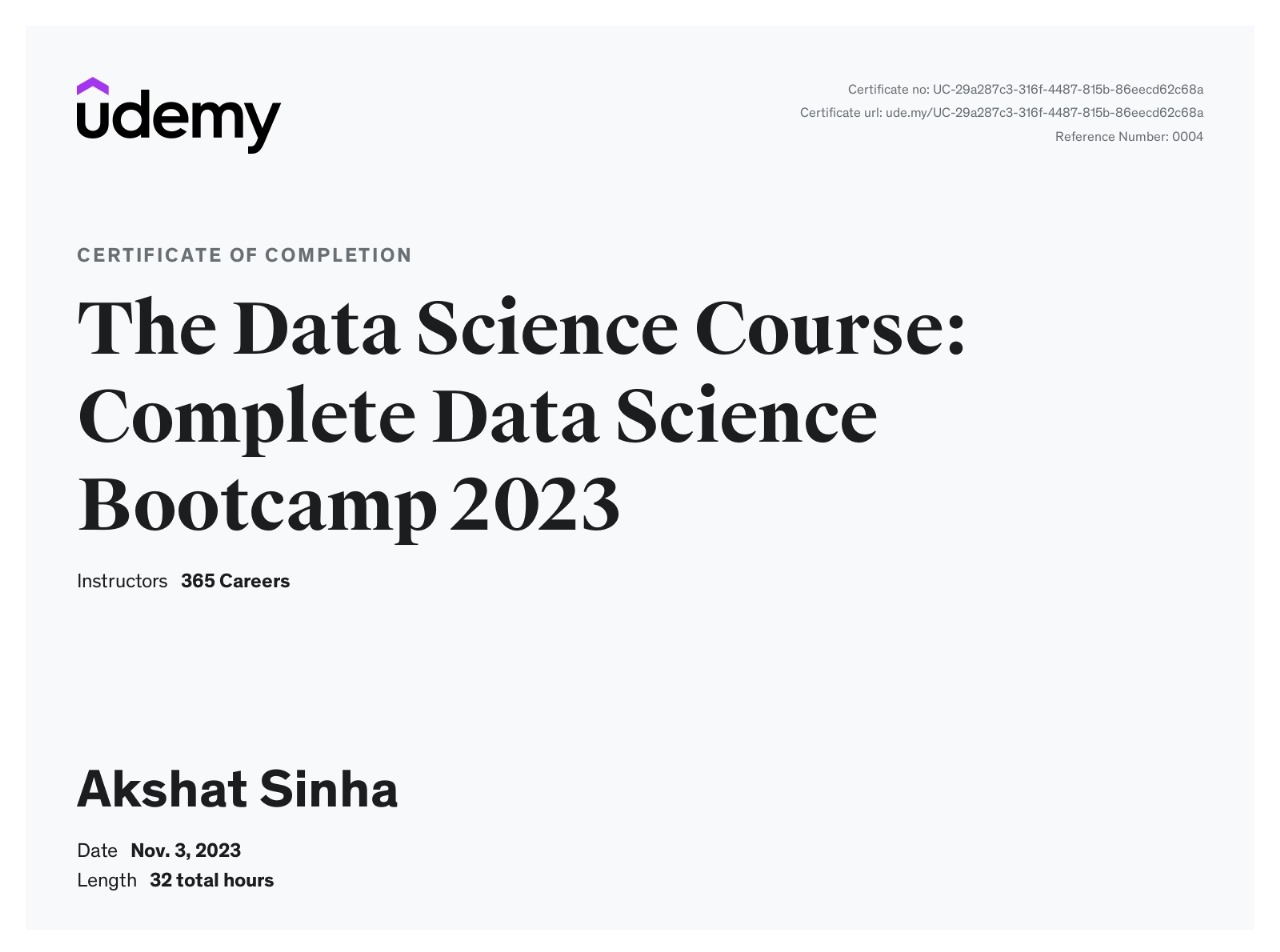 udemy
Certificate no: UC-29a287c3-316f-4487-815b-86eecd62c68a
Certificate url: ude.my/UC-29a287c3-316f-4487-815b-86eecd62c68a
Reference Number: 0004
CERTIFICATE OF COMPLETION
The Data Science Course:
Complete Data Science
Bootcamp 2023
Instructors 365 Careers
Akshat Sinha
Date Nov. 3, 2023
Length 32 total hours